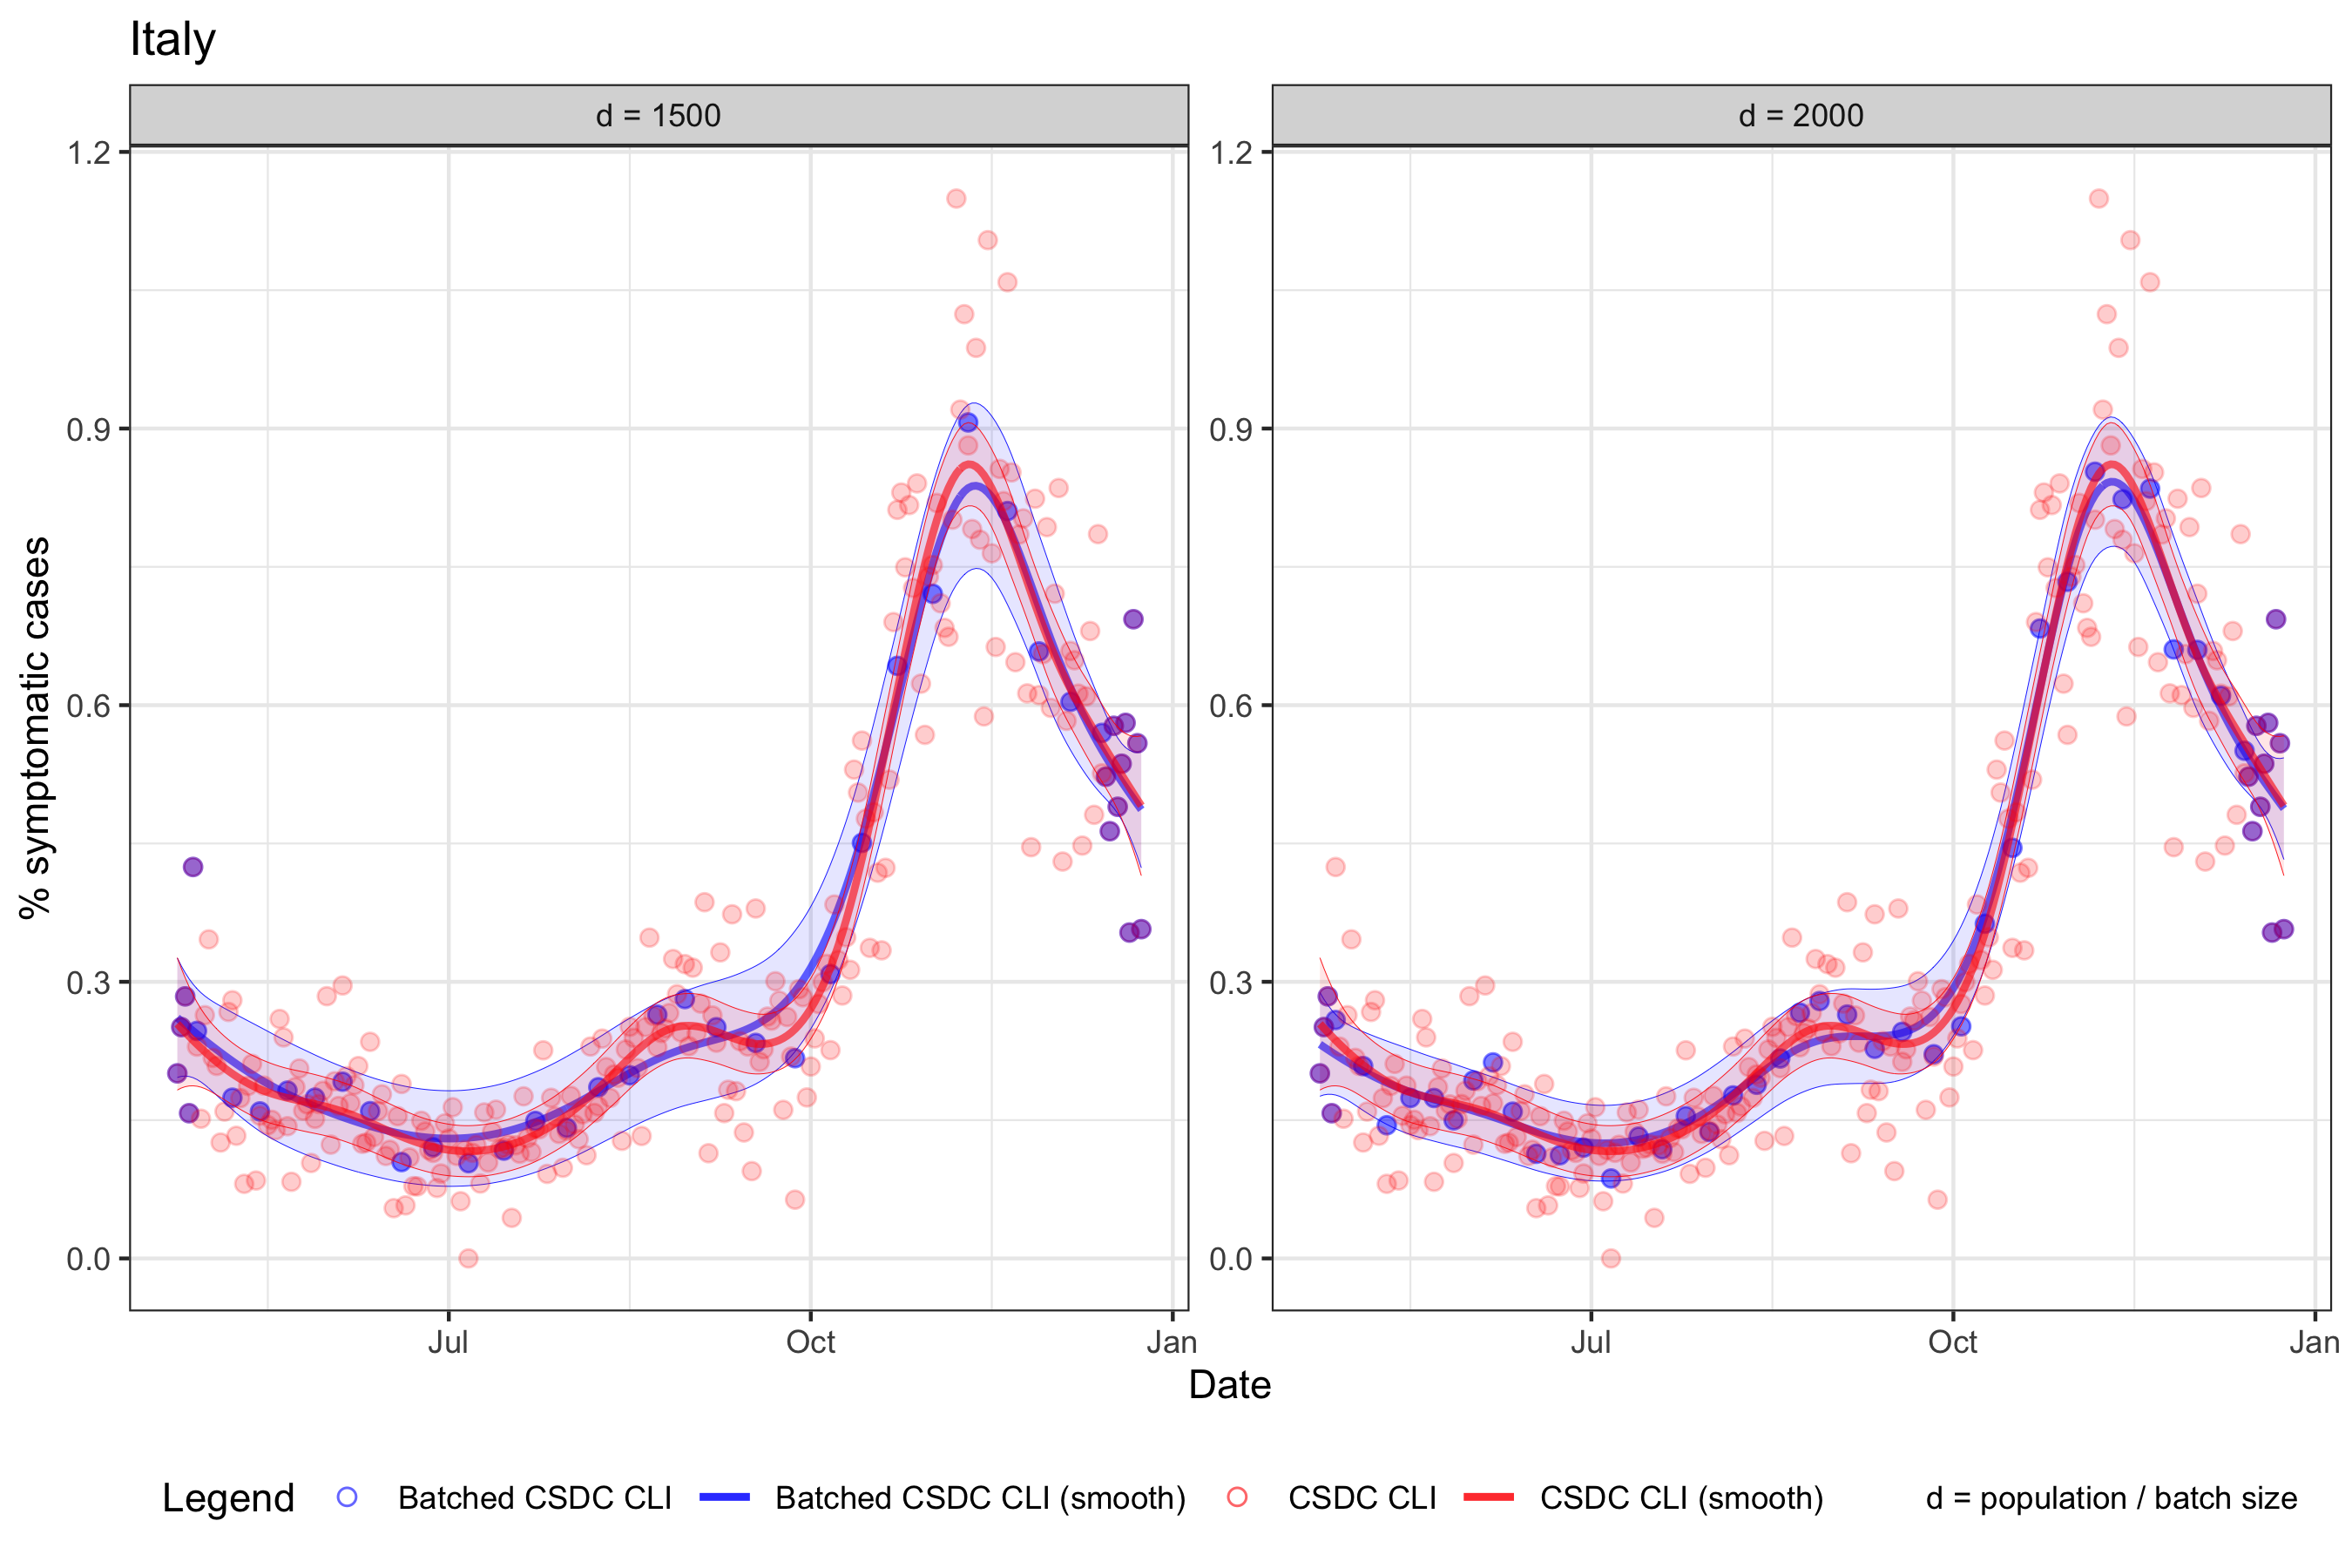 Italy
d = 1500
d = 2000
% symptomatic cases
1.2
0.9
0.6
0.3
0.0
1.2
0.9
0.6
0.3
0.0
Jul
Oct
Jan
Jul
Oct
Jan
Date
Legend Batched CSDC CLI Batched CSDC CLI (smooth) CSDC CLI CSDC CLI (smooth) d = population / batch size